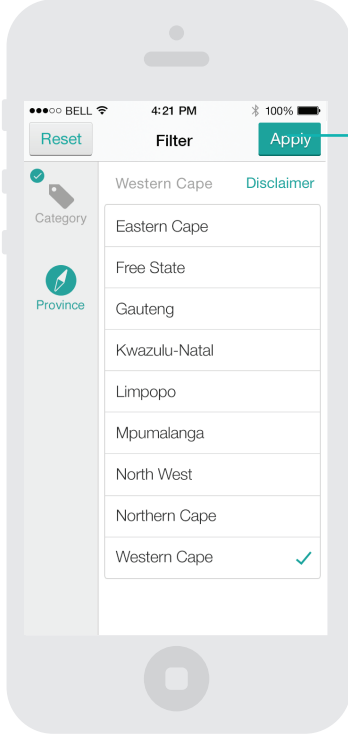 BELL 4:21 PM 100%
Reset Filter Appiy
Western Cape Disclaimer
Category
Province
Eastern Cape
Free State
Gauteng
Kwazulu-Natal
Limpopo
Mpumalanga
North West
Northern Cape
Western Cape